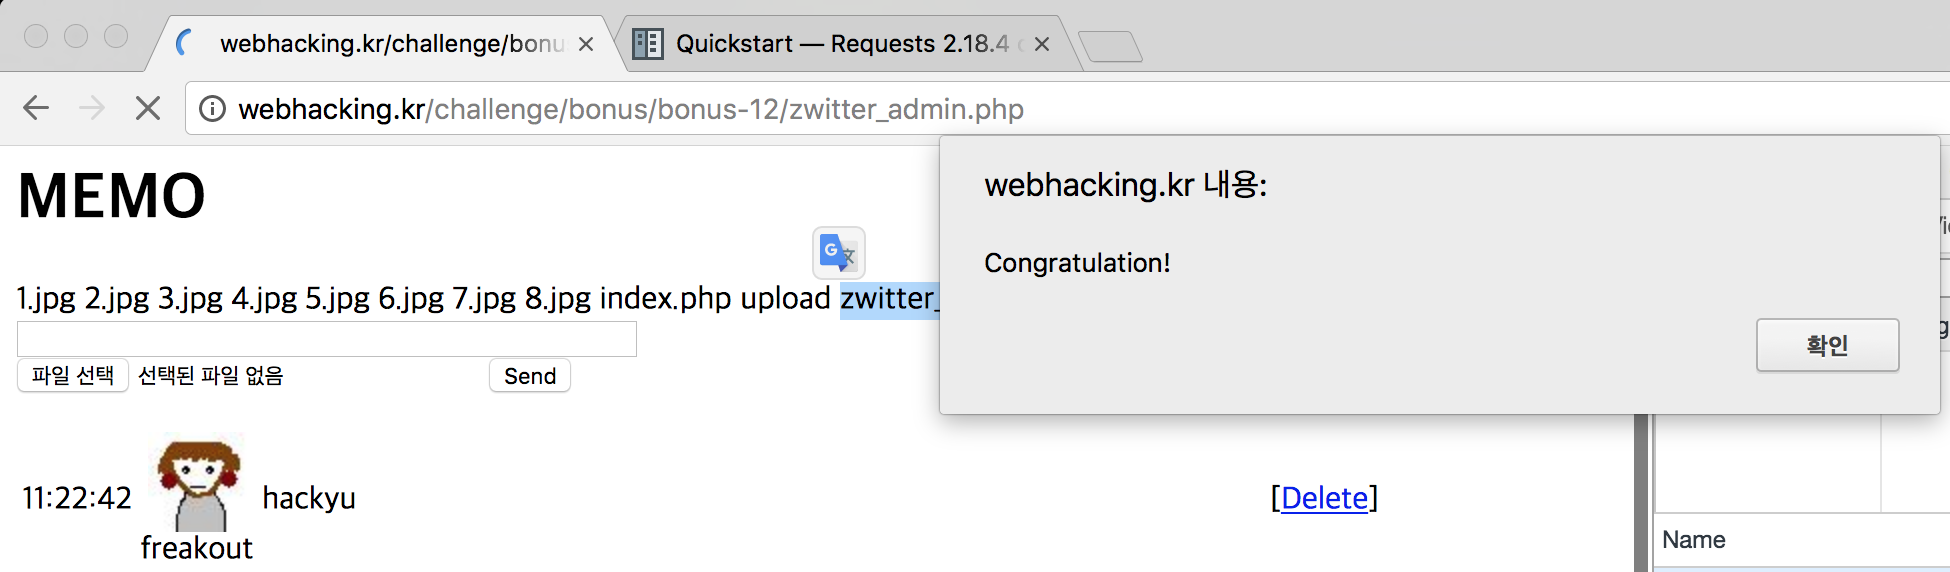 webhacking.kr/challenge/bonu
Quickstart — Requests 2.18.4
webhacking.kr/challenge/bonus/bonus-12/zwitter_admin.php
MEMO
webhacking.kr 내용:
Congratulation!
확인
1.jpg 2.jpg 3.jpg 4.jpg 5.jpg 6.jpg 7.jpg 8.jpg index.php upload zwitter_
파일 선택 선택된 파일 없음 Send
11:22:42 hackyu [Delete]
freakout
Name